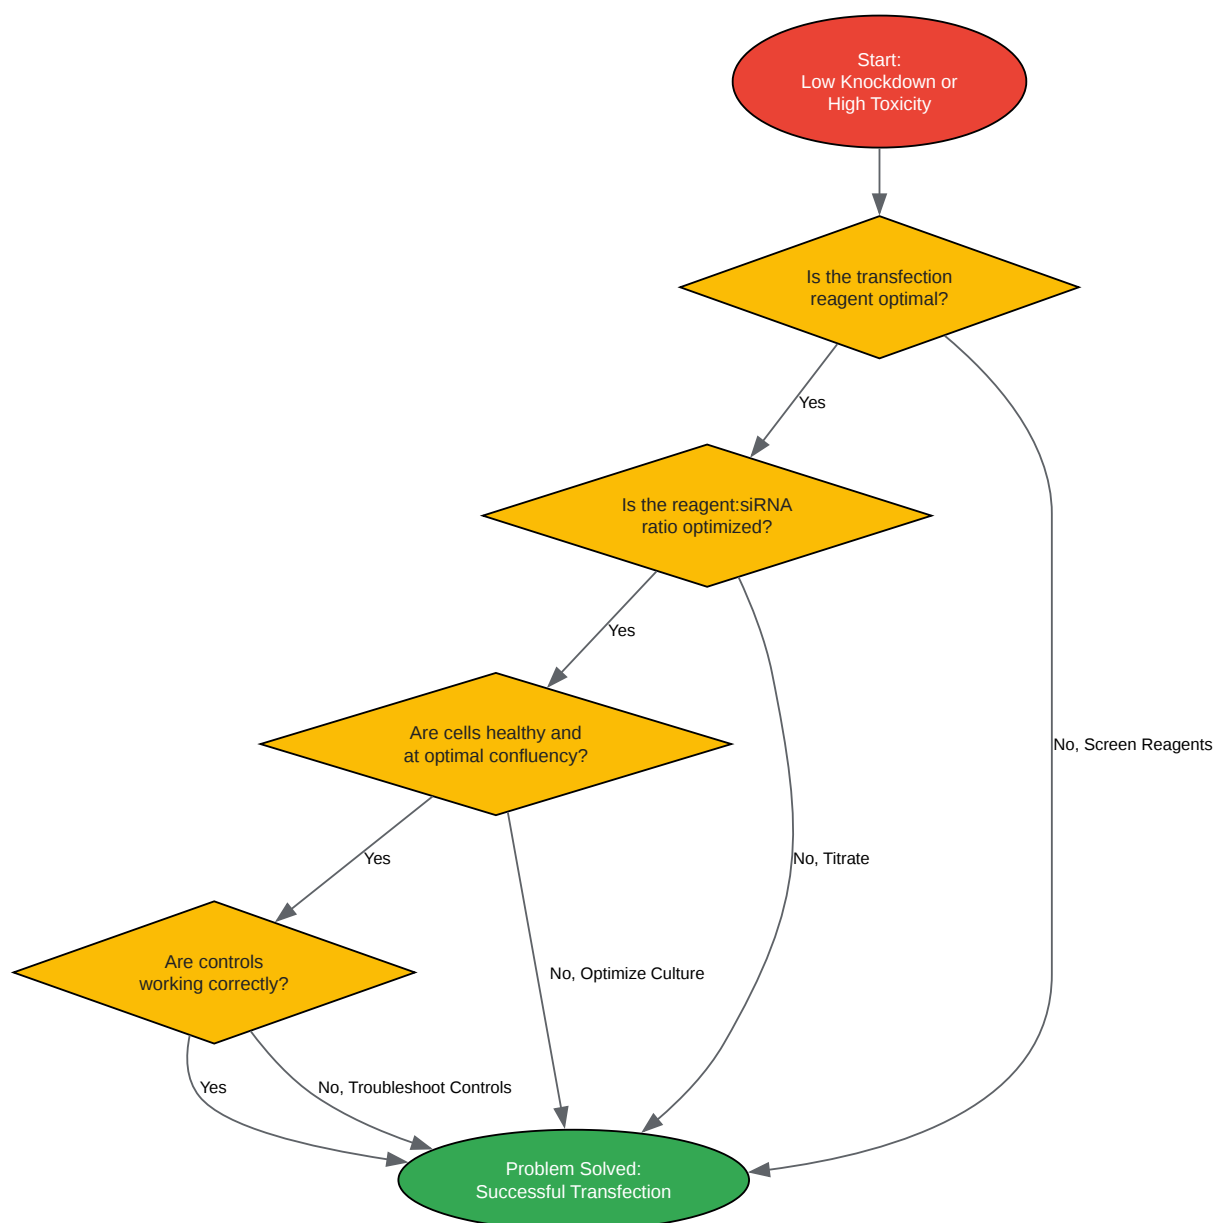 Start:
Low Knockdown or
High Toxicity
Is the transfection
reagent optimal?
Yes
Is the reagent:siRNA
ratio optimized?
Yes
Are cells healthy and
at optimal confluency?
No, Screen Reagents
Yes
No, Titrate
Are controls
working correctly?
No, Optimize Culture
Yes
No, Troubleshoot Controls
Problem Solved:
Successful Transfection